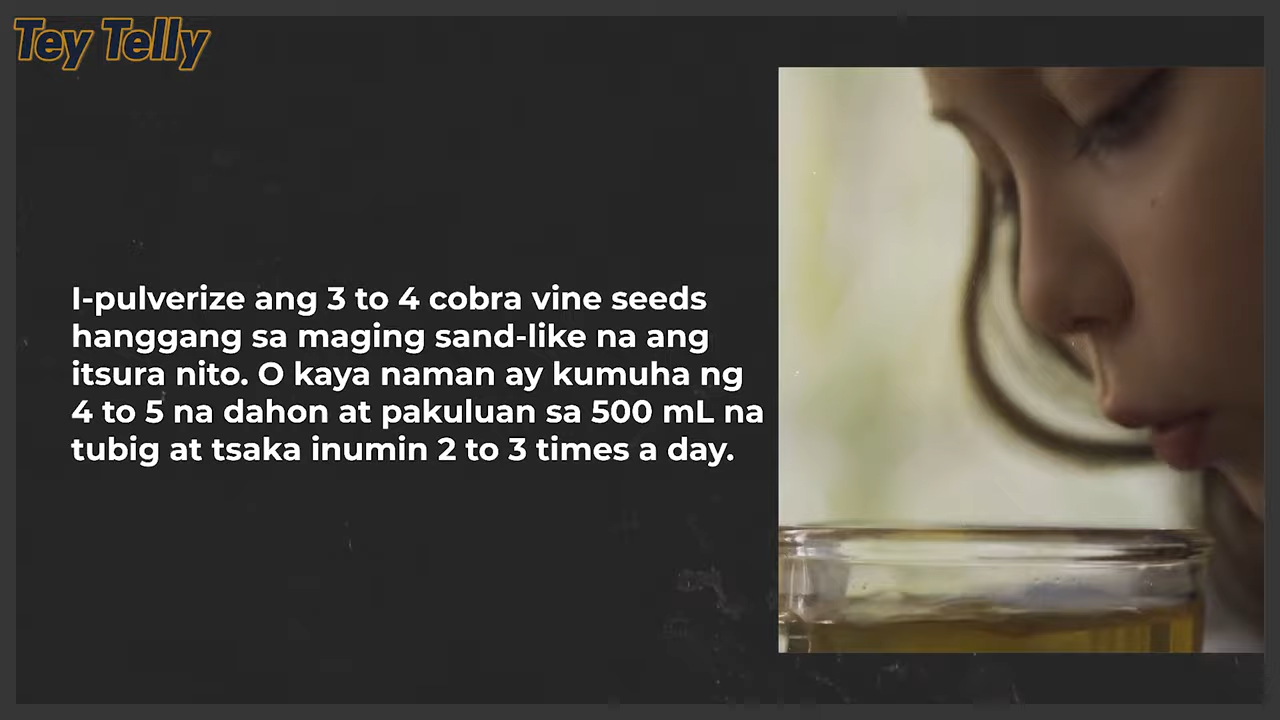 Tey Telly
I-pulverize ang 3 to 4 cobra vine seeds
hanggang sa maging sand-like na ang
itsura nito. O kaya naman ay kumuha ng
4 to 5 na dahon at pakuluan sa 500 mL na
tubig at tsaka inumin 2 to 3 times a day.